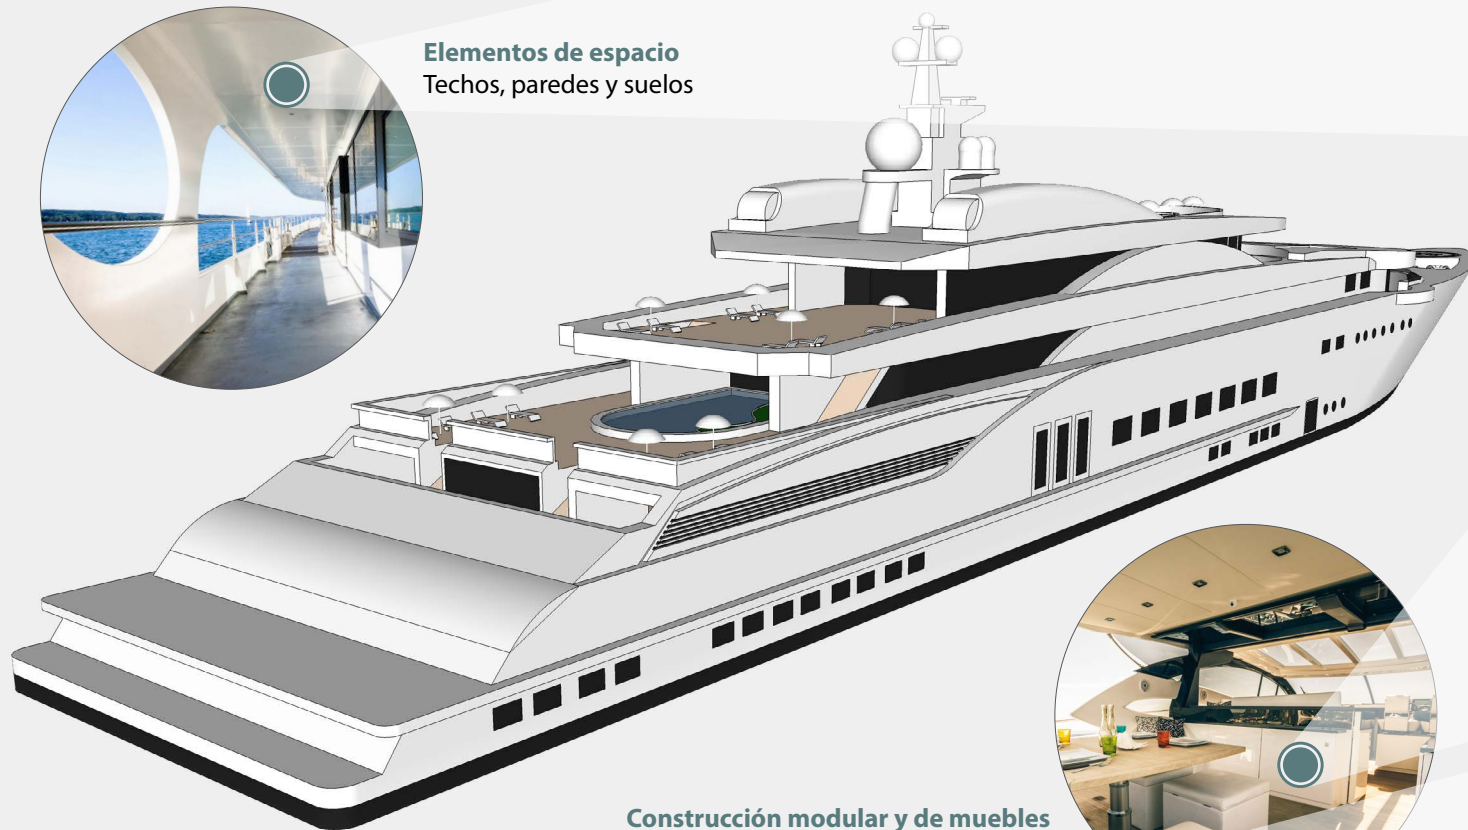 Elementos de espacio
Techos, paredes y suelos
Construcción modular y de muebles